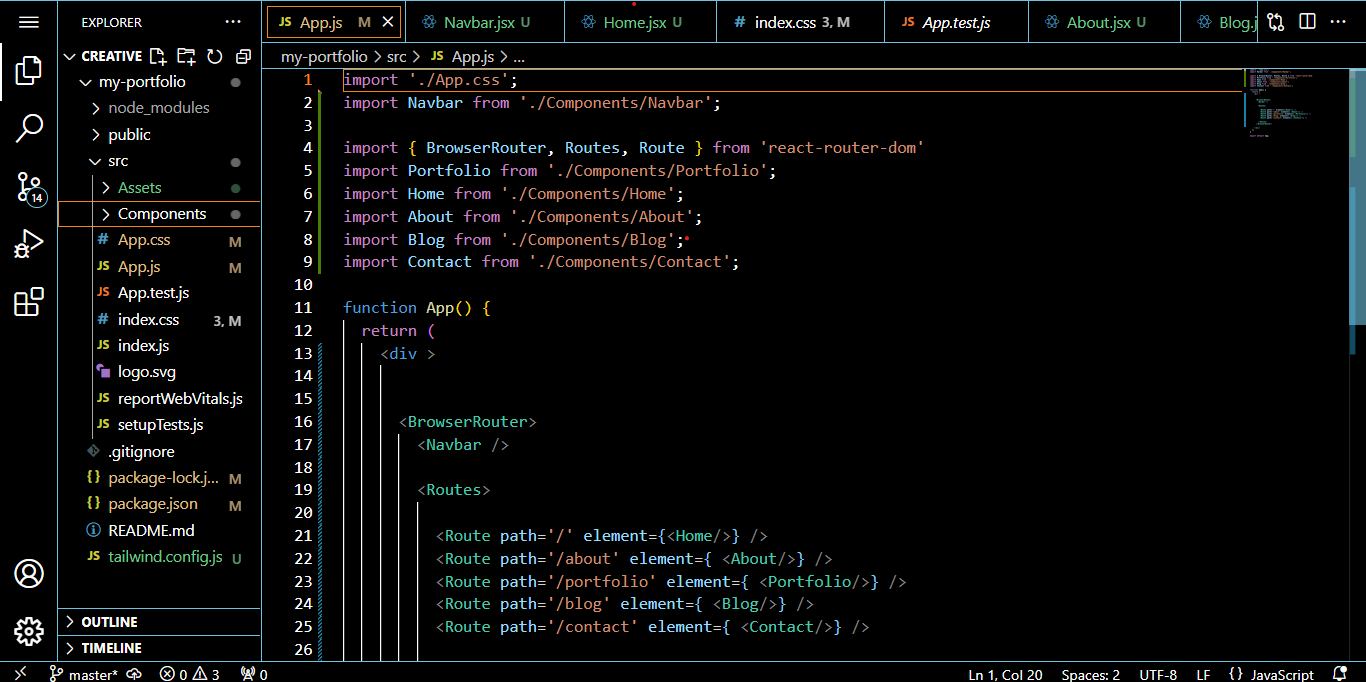 EXPLORER ···
CREATIVE
my-portfolio
node_modules
public
src
Assets
Components
# App.css M
JS App.js M
JS App.test.js
# index.css 3, M
JS index.js
logo.svg
JS reportWebVitals.js
JS setupTests.js
.gitignore
{} package-lock.j... M
{} package.json M
README.md
JS tailwind.config.js U
OUTLINE
TIMELINE
14
JS App.js M
Navbar.jsx U
Home.jsx U
# index.css 3, M
JS App.test.js
About.jsx U
Blog.j
···
my-portfolio > src > JS App.js > ...
1 import './App.css';
2 import Navbar from './Components/Navbar';
3
4 import { BrowserRouter, Routes, Route } from 'react-router-dom'
5 import Portfolio from './Components/Portfolio';
6 import Home from './Components/Home';
7 import About from './Components/About';
8 import Blog from './Components/Blog';
9 import Contact from './Components/Contact';
10
11 function App() {
12 return (
13 <div >
14
15
16 <BrowserRouter>
17 <Navbar />
18
19 <Routes>
20
21 <Route path='/' element={<Home/>} />
22 <Route path='/about' element={ <About/>} />
23 <Route path='/portfolio' element={ <Portfolio/>} />
24 <Route path='/blog' element={ <Blog/>} />
25 <Route path='/contact' element={ <Contact/>} />
26
master* 0 3 0 Ln 1, Col 20 Spaces: 2 UTF-8 LF {} JavaScript